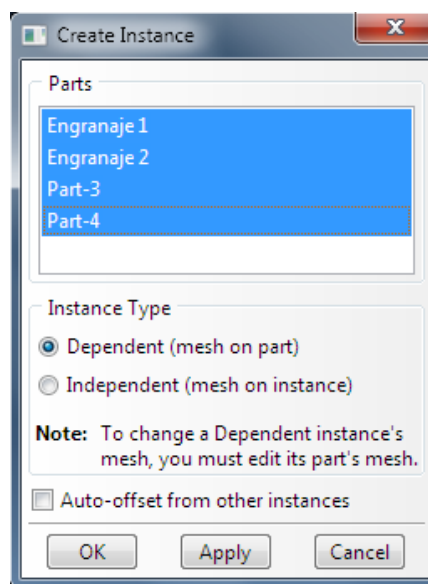 Create Instance
Parts
Engranaje 1
Engranaje 2
Part-3
Part-4
Instance Type
Dependent (mesh on part)
Independent (mesh on instance)
Note: To change a Dependent instance's
mesh, you must edit its part's mesh.
Auto-offset from other instances
OK Apply Cancel